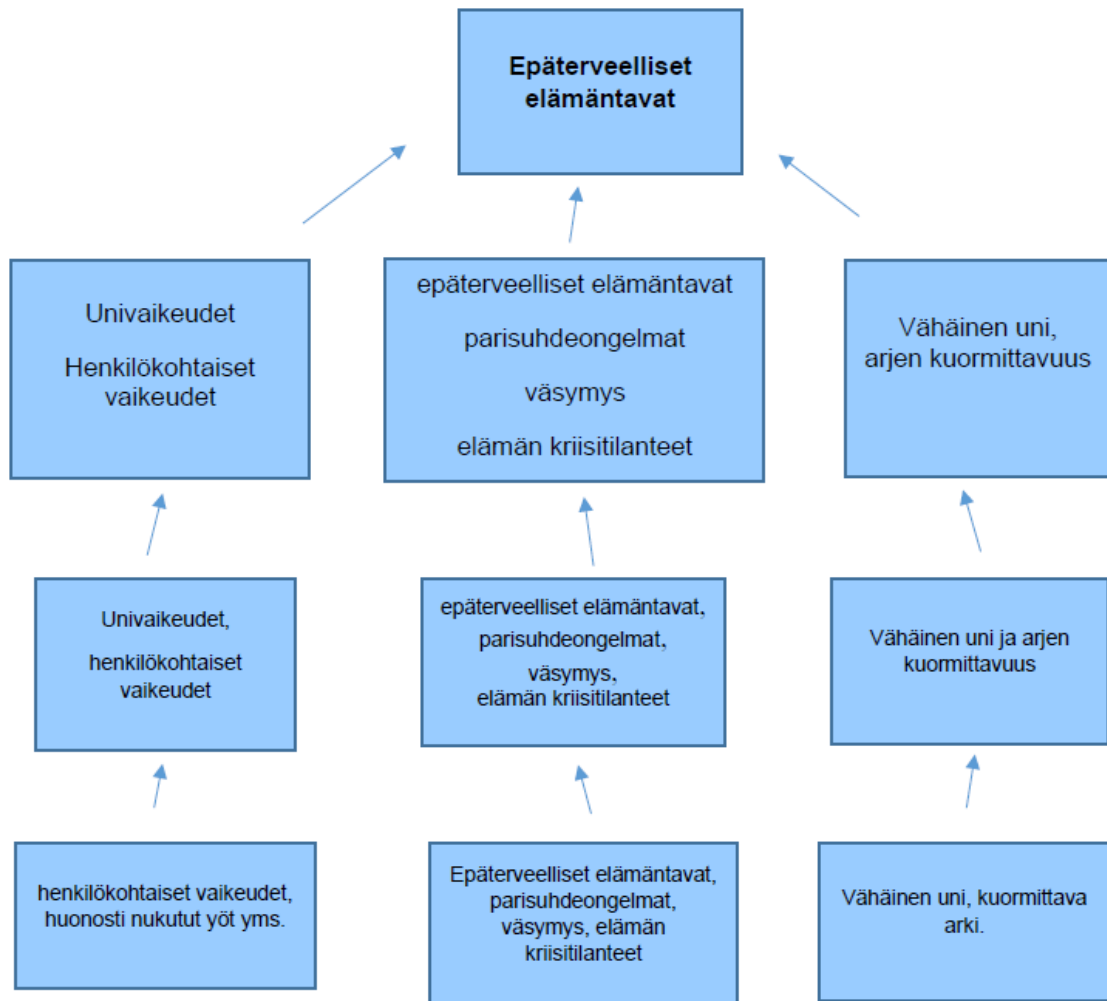 Epäterveelliset
elämäntavat
Univaikeudet
Henkilökohtaiset
vaikeudet
epäterveelliset elämäntavat
parisuhdeongelmat
väsymys
elämän kriisitilanteet
Vähäinen uni,
arjen kuormittavuus
Univaikeudet,
henkilökohtaiset
vaikeudet
epäterveelliset elämäntavat,
parisuhdeongelmat,
väsymys,
elämän kriisitilanteet
Vähäinen uni ja arjen
kuormittavuus
henkilökohtaiset vaikeudet,
huonosti nukutut yöt yms.
Epäterveelliset elämäntavat,
parisuhdeongelmat,
väsymys, elämän
kriisitilanteet
Vähäinen uni, kuormittava
arki.